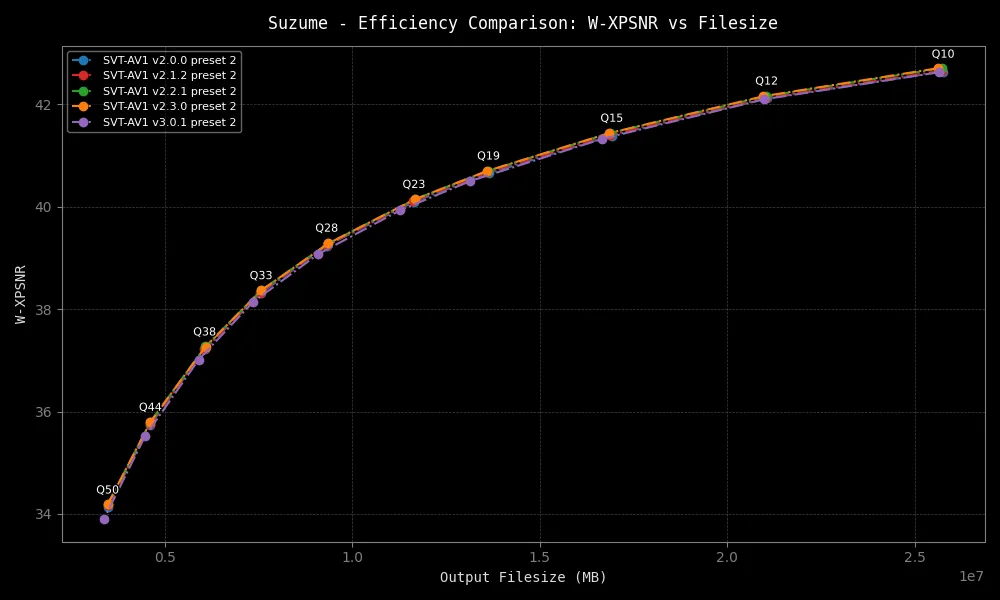 Suzume - Efficiency Comparison: W-XPSNR vs Filesize
SVT-AV1 v2.0.0 preset 2
SVT-AV1 v2.1.2 preset 2
SVT-AV1 v2.2.1 preset 2
SVT-AV1 v2.3.0 preset 2
SVT-AV1 v3.0.1 preset 2
Q10
Q12
Q15
Q19
Q23
Q28
Q33
Q38
Q44
Q50
W-XPSNR
42
40
38
36
34
0.5
1.0
1.5
2.0
2.5
1e7
Output Filesize (MB)